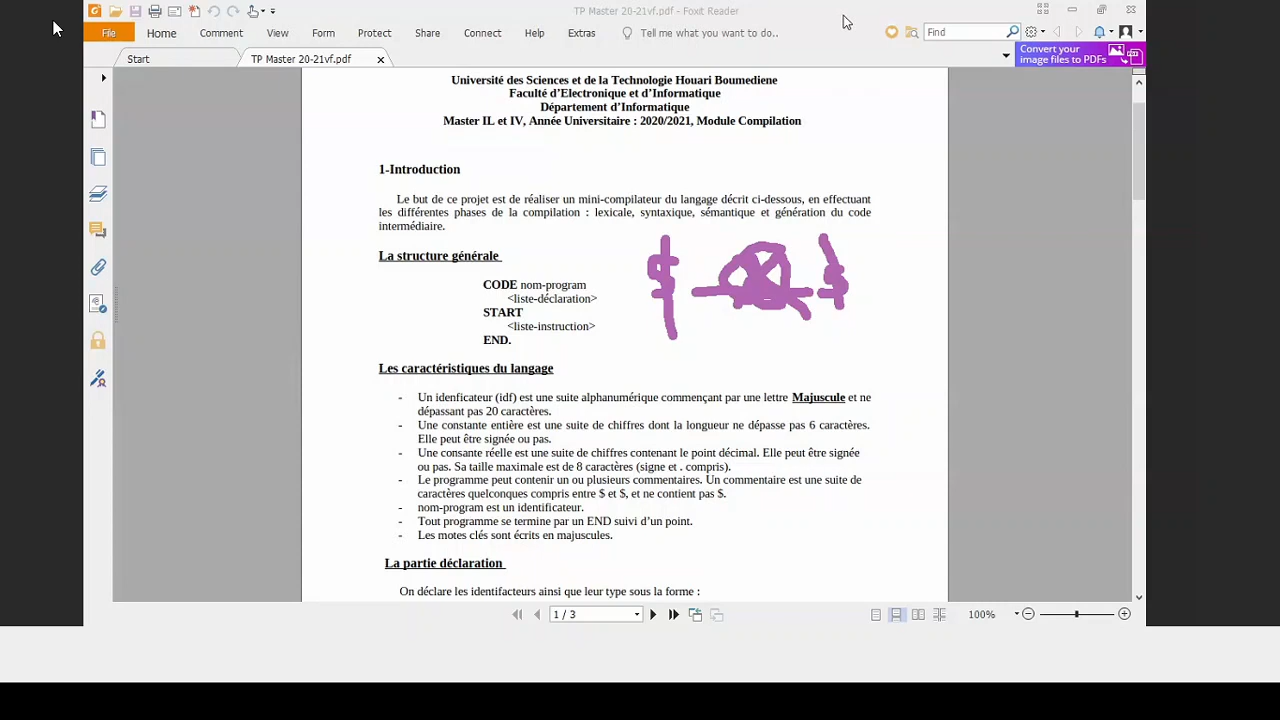 TP Master 20-21vf.pdf - Foxit Reader
File Home Comment View Form Protect Share Connect Help Extras Tell me what you want to do.. Find
Start TP Master 20-21vf.pdf
Convert your
image files to PDFs
Université des Sciences et de la Technologie Houari Boumediene
Faculté d'Electronique et d'Informatique
Département d'Informatique
Master IL et IV, Année Universitaire : 2020/2021, Module Compilation
1-Introduction
Le but de ce projet est de réaliser un mini-compilateur du langage décrit ci-dessous, en effectuant
les différentes phases de la compilation : lexicale, syntaxique, sémantique et génération du code
intermédiaire.
La structure générale
CODE nom-program
<liste-déclaration>
START
<liste-instruction>
END.
$ $
Les caractéristiques du langage
- Un idenficateur (idf) est une suite alphanumérique commençant par une lettre Majuscule et ne
dépassant pas 20 caractères.
- Une constante entière est une suite de chiffres dont la longueur ne dépasse pas 6 caractères.
Elle peut être signée ou pas.
- Une consante réelle est une suite de chiffres contenant le point décimal. Elle peut être signée
ou pas. Sa taille maximale est de 8 caractères (signe et . compris).
- Le programme peut contenir un ou plusieurs commentaires. Un commentaire est une suite de
caractères quelconques compris entre $ et $, et ne contient pas $.
- nom-program est un identificateur.
- Tout programme se termine par un END suivi d'un point.
- Les motes clés sont écrits en majuscules.
La partie déclaration
On déclare les identifacteurs ainsi que leur type sous la forme :
1 / 3 100%